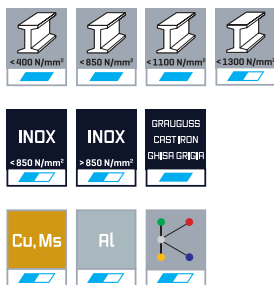 <400 N/mm²
<850 N/mm²
<1100 N/mm²
<1300 N/mm²
INOX
<850 N/mm²
INOX
>850 N/mm²
GRAUGUSS
CAST IRON
GHISA GRIGIA
Cu, Ms
Al